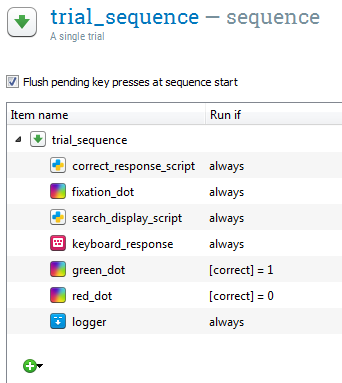 trial_sequence – sequence
A single trial
Flush pending key presses at sequence start
Item name Run if
trial_sequence
correct_response_script always
fixation_dot always
search_display_script always
keyboard_response always
green_dot [correct] = 1
red_dot [correct] = 0
logger always